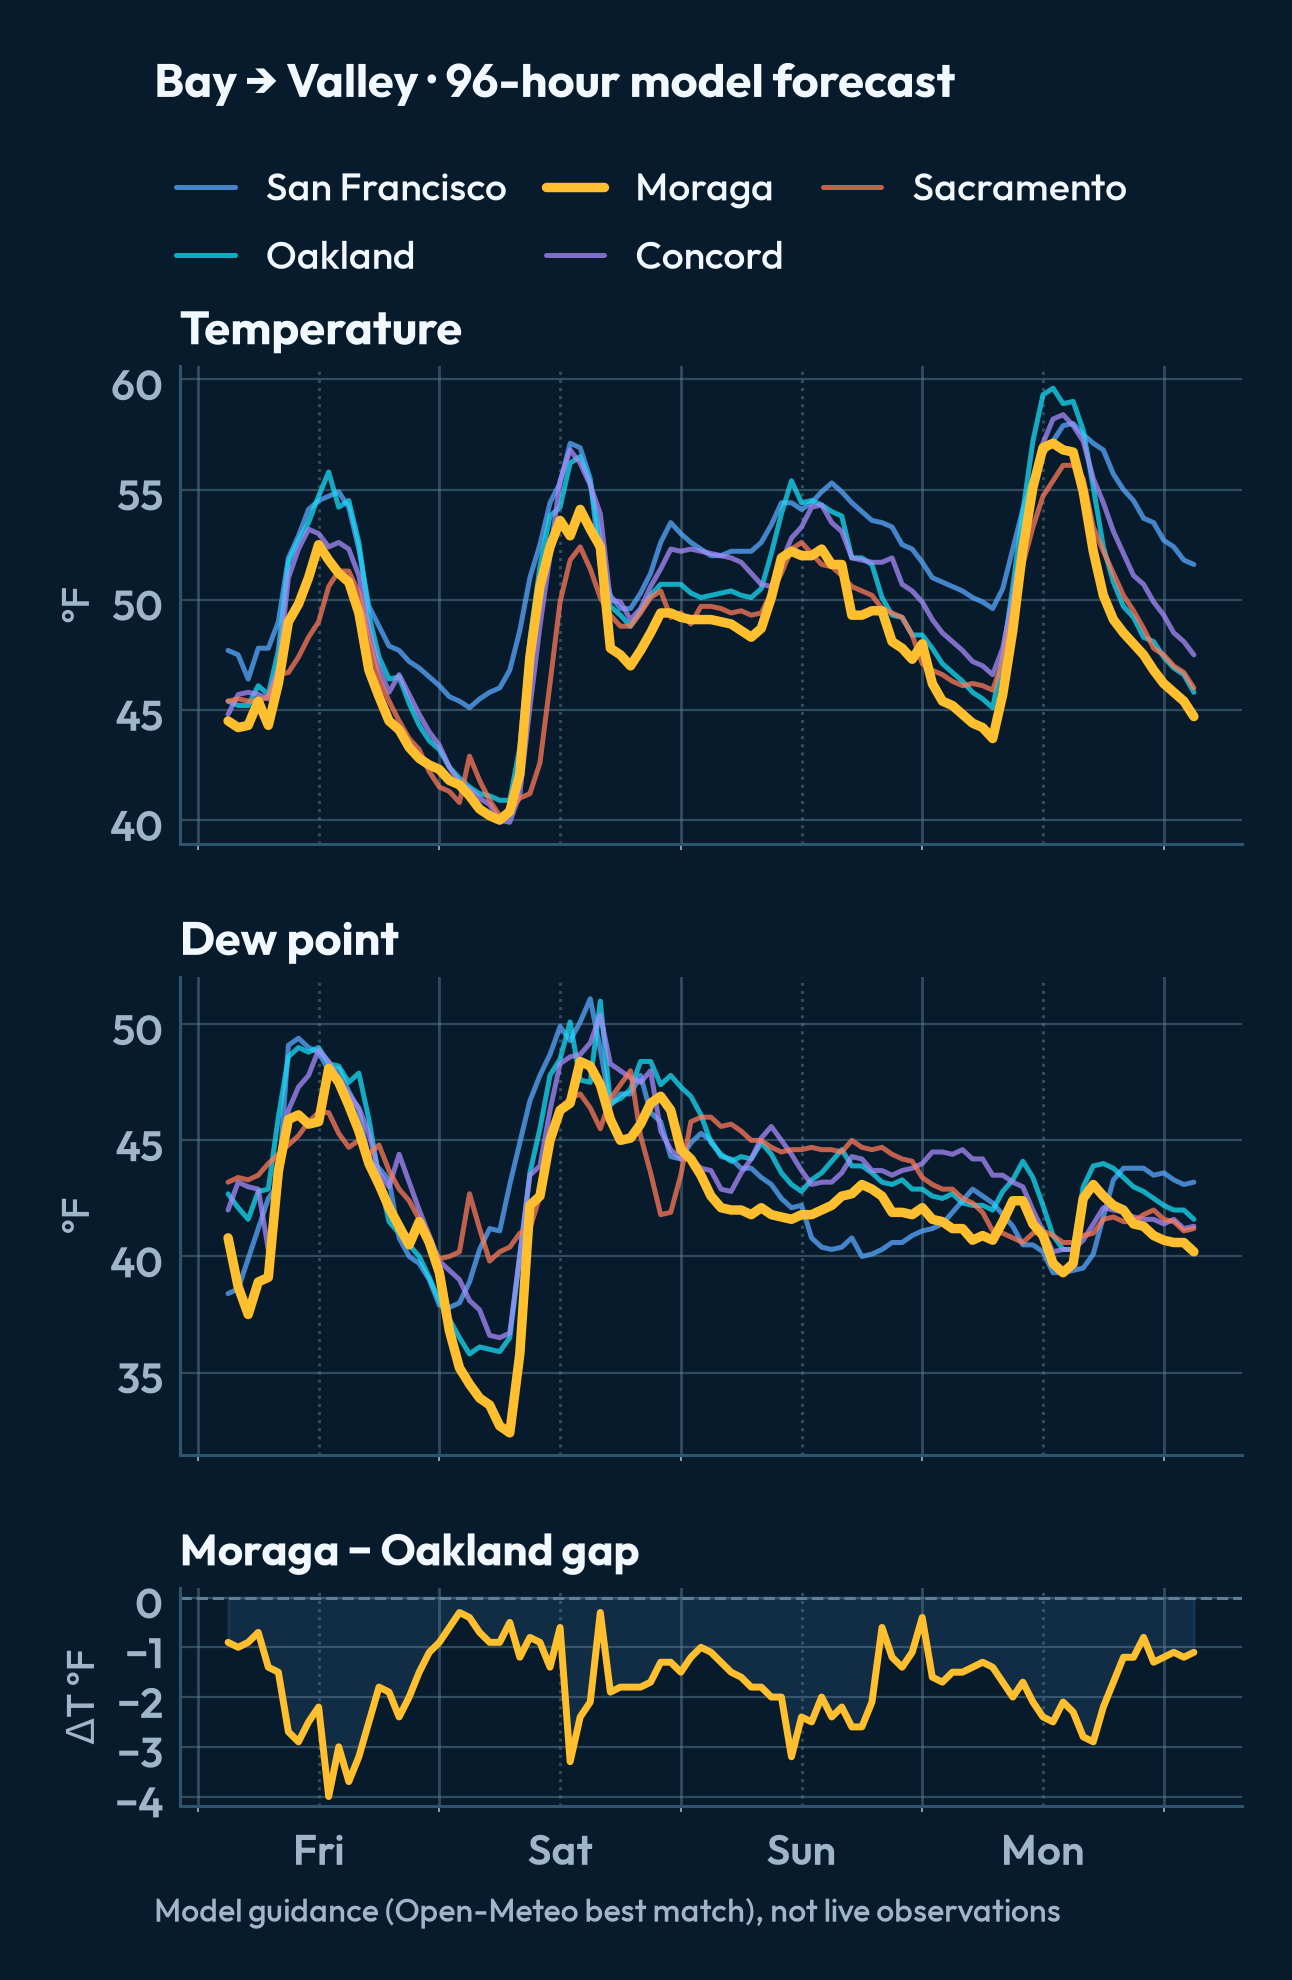 Bay → Valley · 96-hour model forecast
San Francisco
Moraga
Sacramento
Oakland
Concord
Temperature
60
55
50
45
40
°F
Dew point
50
45
40
35
°F
Moraga − Oakland gap
0
−1
−2
−3
−4
ΔT °F
Fri
Sat
Sun
Mon
Model guidance (Open-Meteo best match), not live observations